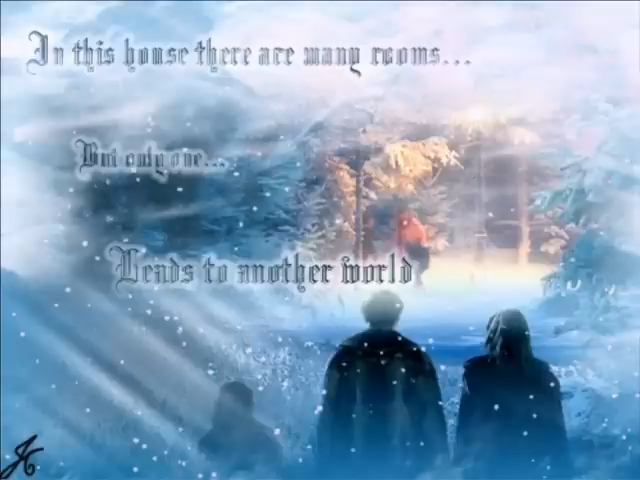 In this house there are many rooms...
But only one...
Leads to another world